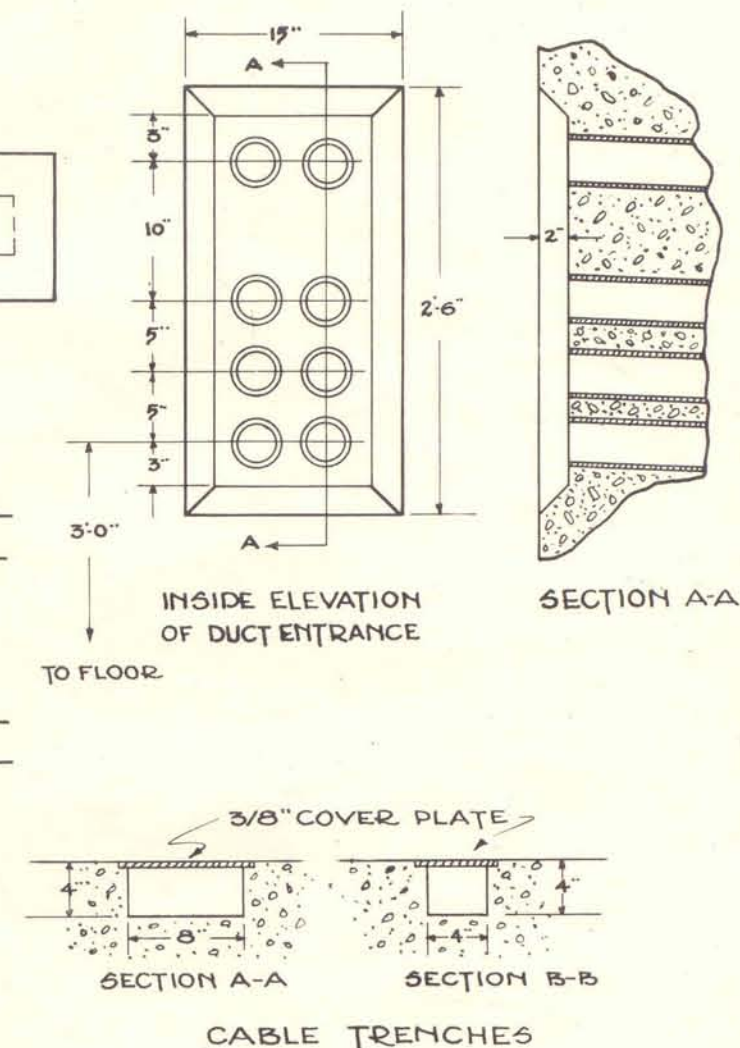 15"
A
3"
10"
2'-6"
2"
5"
5"
3"
3'-0"
A
INSIDE ELEVATION
OF DUCT ENTRANCE
SECTION A-A
TO FLOOR
3/8" COVER PLATE
4"
8"
4"
4"
SECTION A-A
SECTION B-B
CABLE TRENCHES